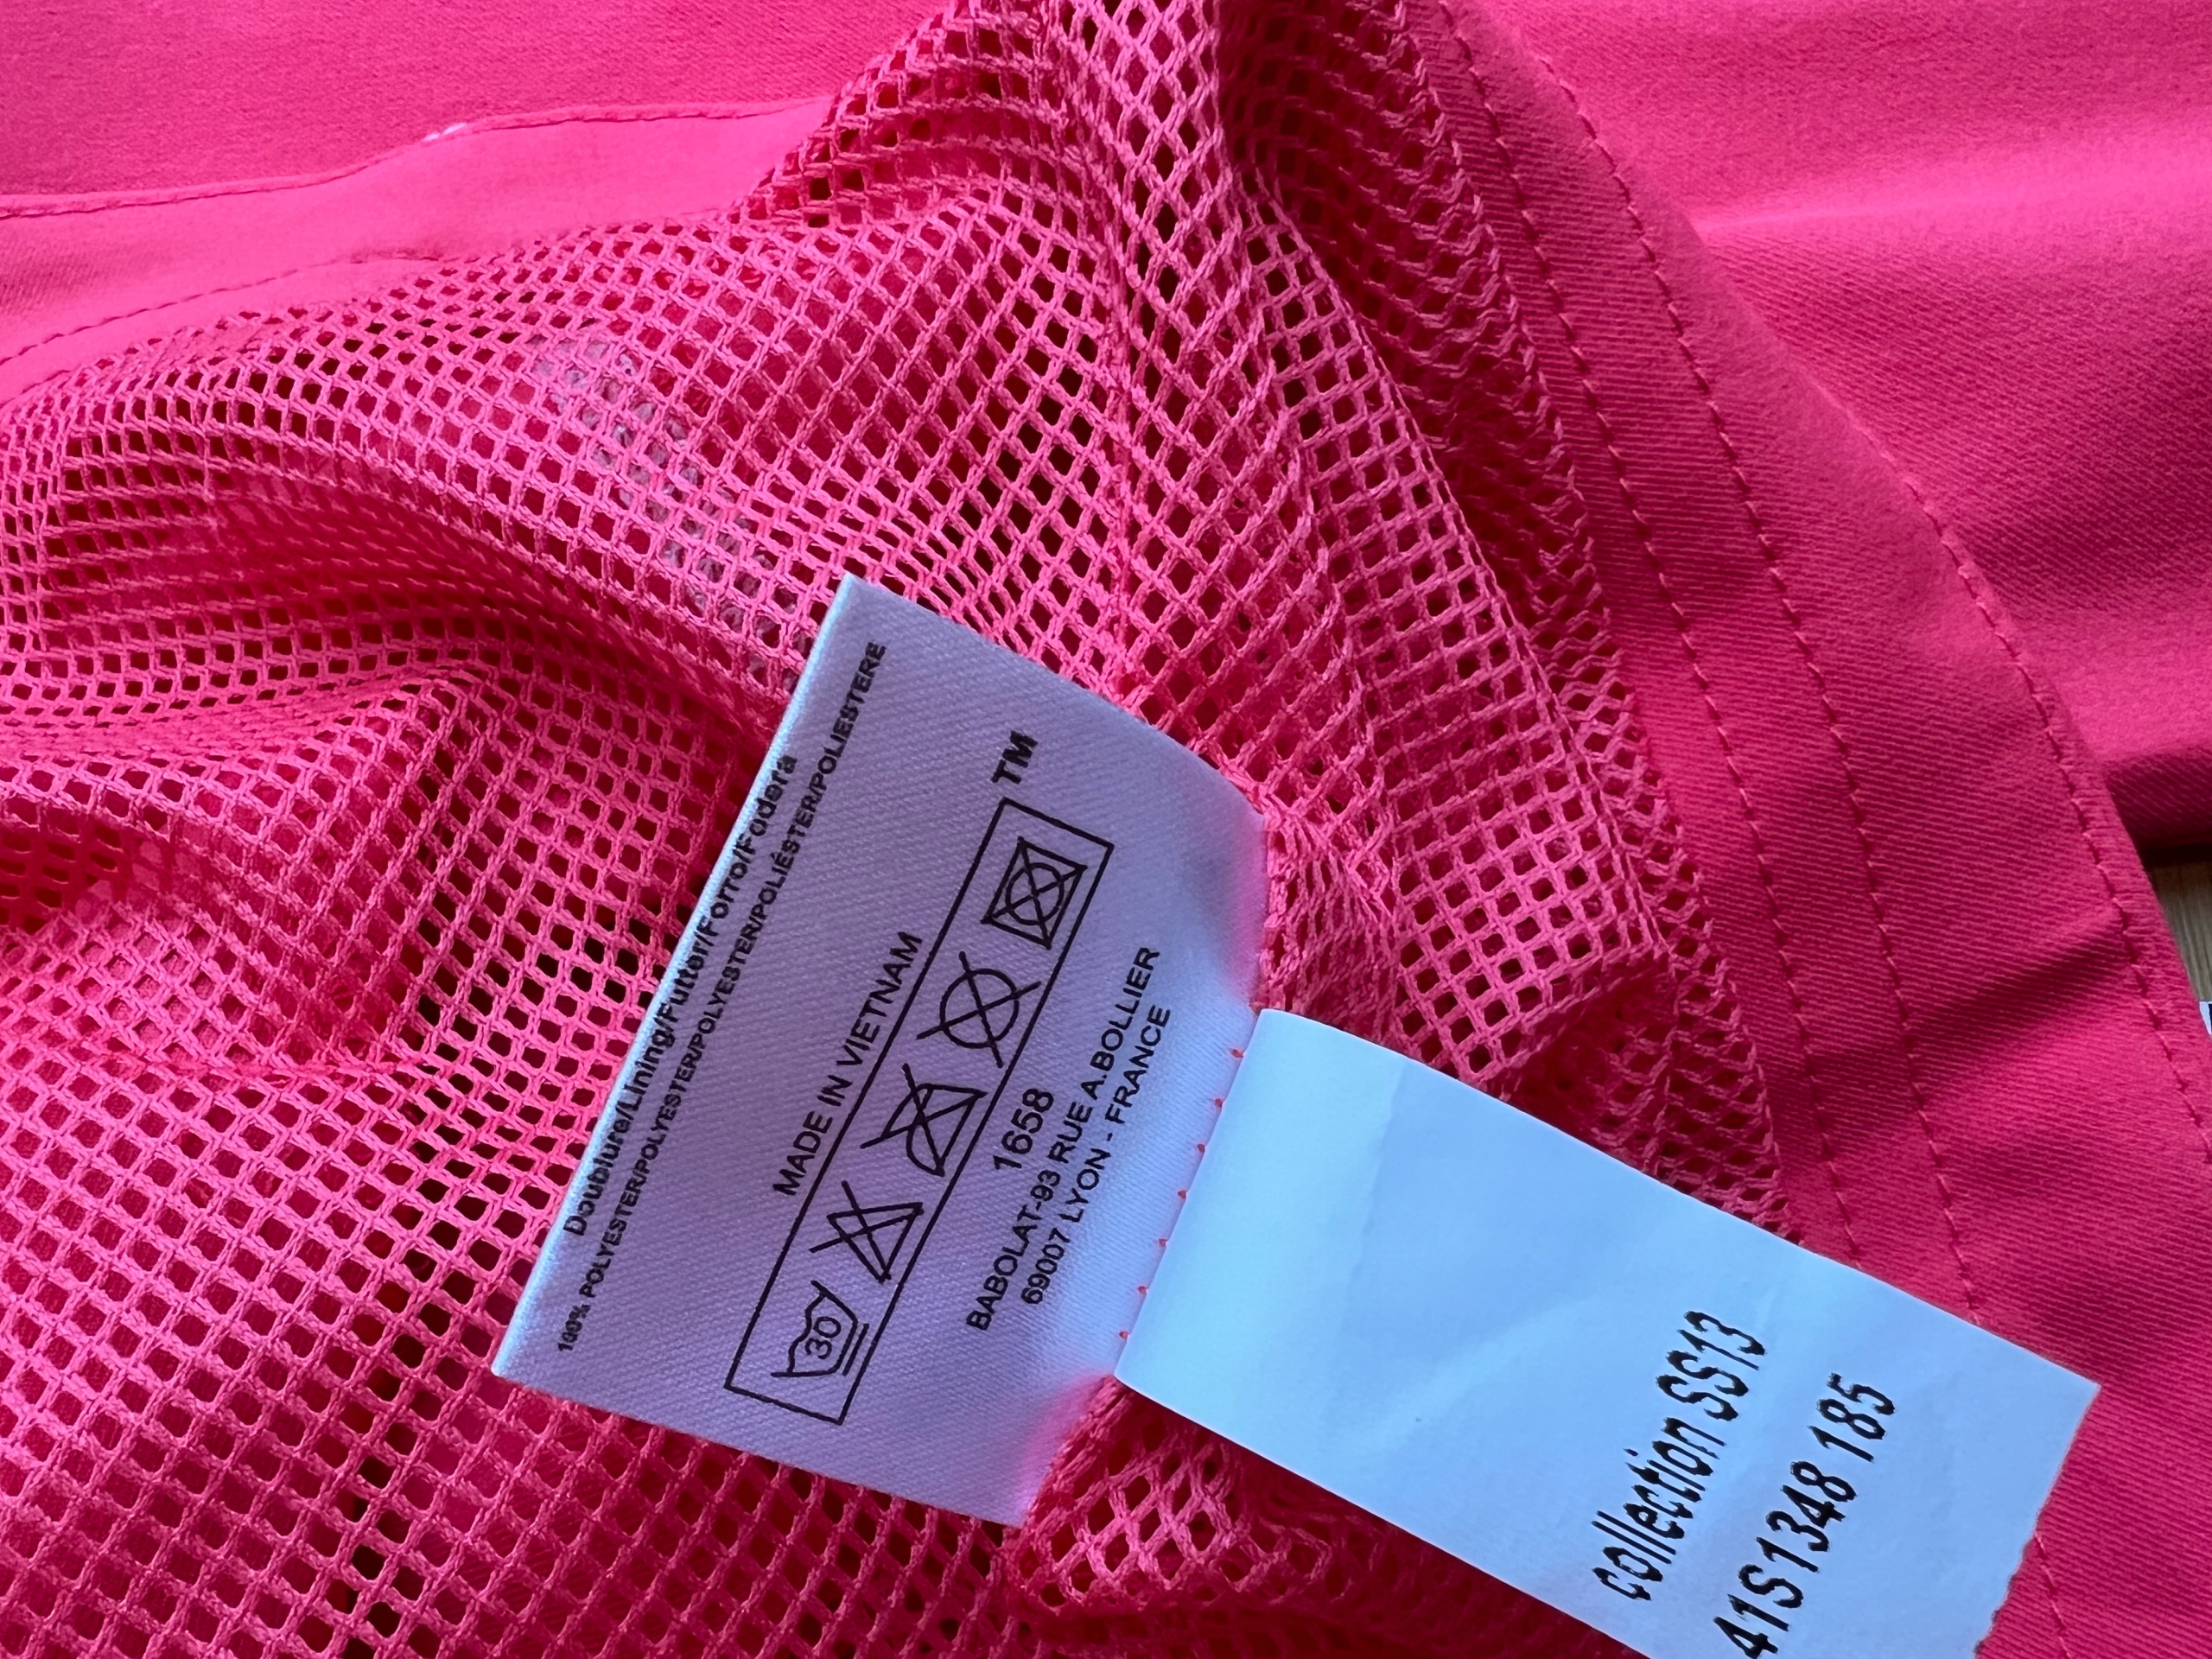 Doublure/Lining/Futter/Forro/Fodera
100% POLYESTER/POLYESTER/POLYESTER/POLIÉSTER/POLIESTERE
TM
MADE IN VIETNAM
30
1658
BABOLAT-93 RUE A.BOLLIER
69007 LYON - FRANCE
collection SS13
41S1348 185